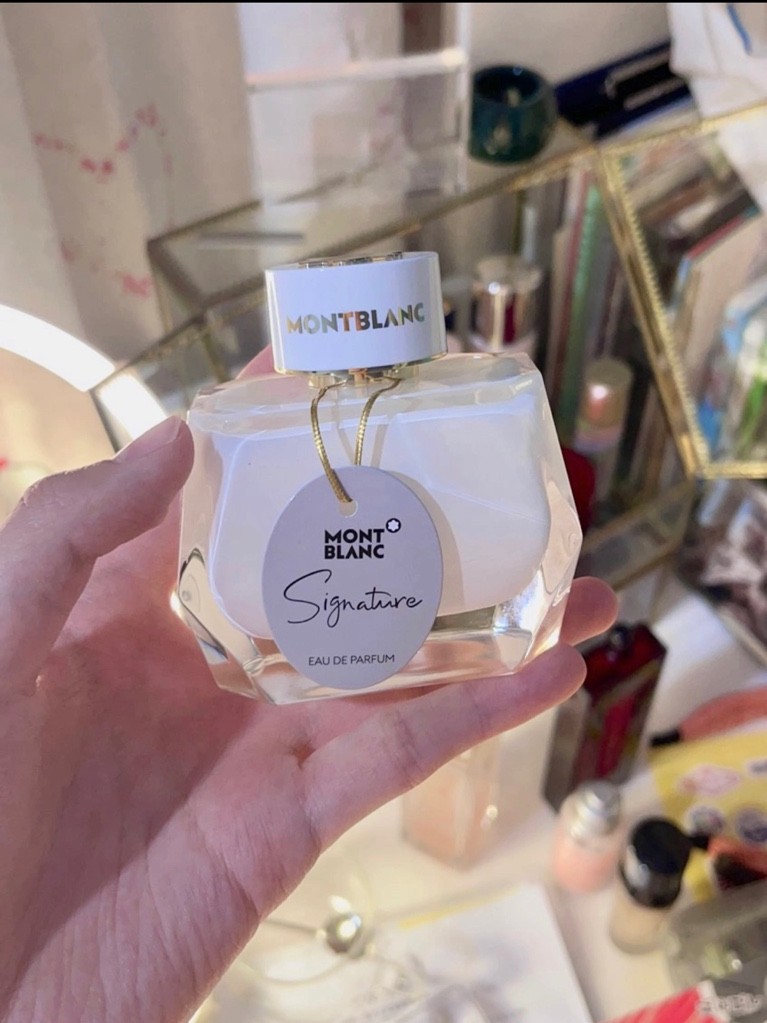 MONTBLANC
MONT
BLANC
Signature
EAU DE PARFUM